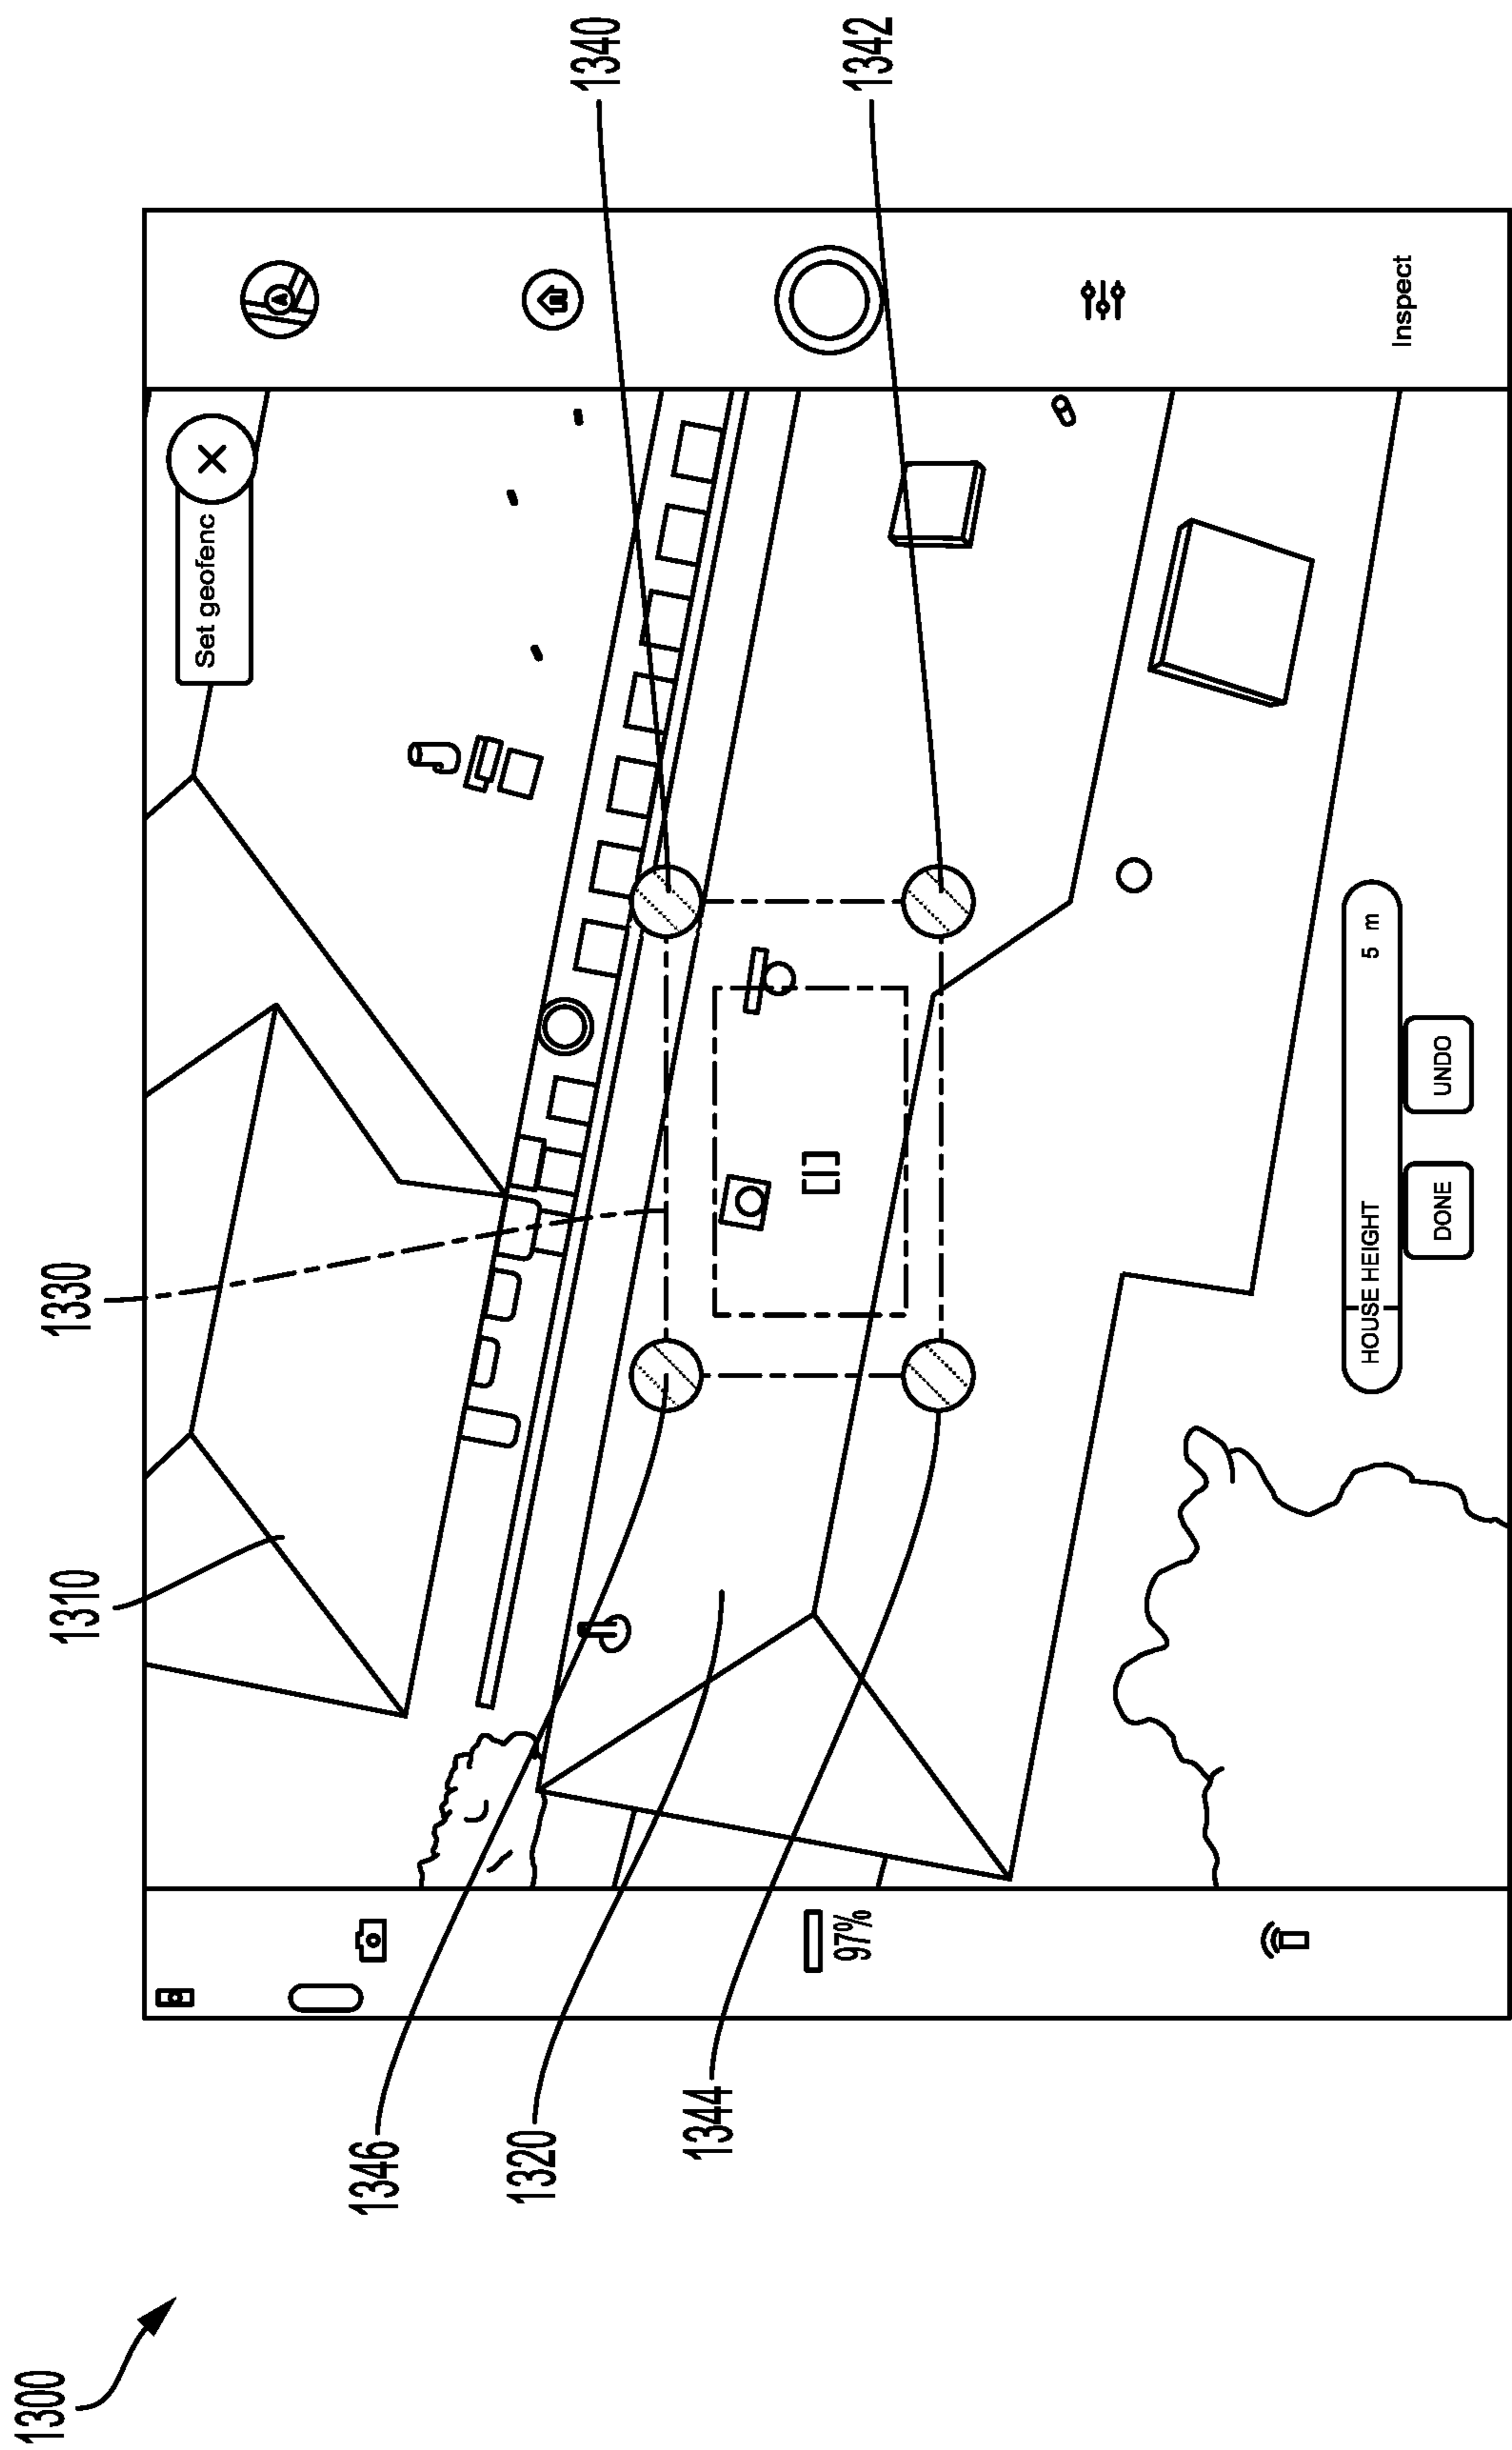 1300
1346
1320
1344
1310
1330
1340
1342
97%
Set geofenc
HOUSE HEIGHT 5 m
DONE
UNDO
Inspect